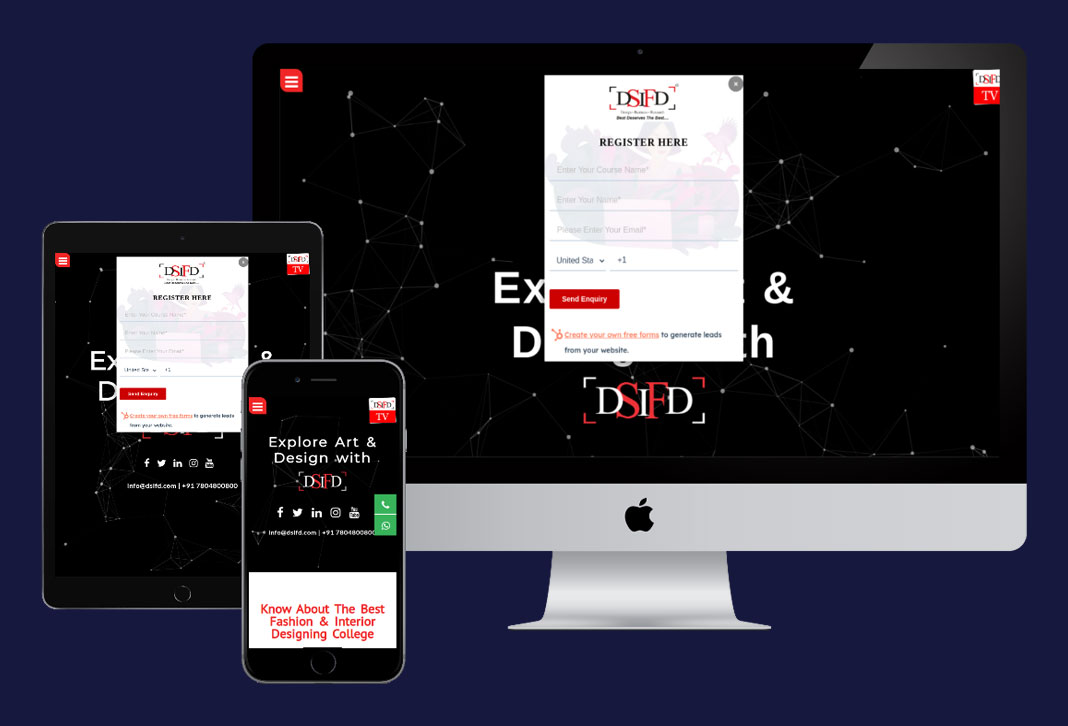 DSIFD
TV
DSIFD
Best Deserves The Best...
REGISTER HERE
Enter Your Course Name*
Enter Your Name*
Please Enter Your Email*
United Sta
+1
Send Enquiry
Create your own free forms to generate leads
from your website.
Ex &
D th
DSIFD
DSIFD
TV
DSIFD
REGISTER HERE
Enter Your Course Name*
Enter Your Name*
Please Enter Your Email*
United Sta
+1
Send Enquiry
Create your own free forms to generate leads
from your website.
Ex &
D
info@dsifd.com | +91 7804800800
DSIFD
TV
Explore Art &
Design with
DSIFD
info@dsifd.com | +91 7804800800
Know About The Best
Fashion & Interior
Designing College